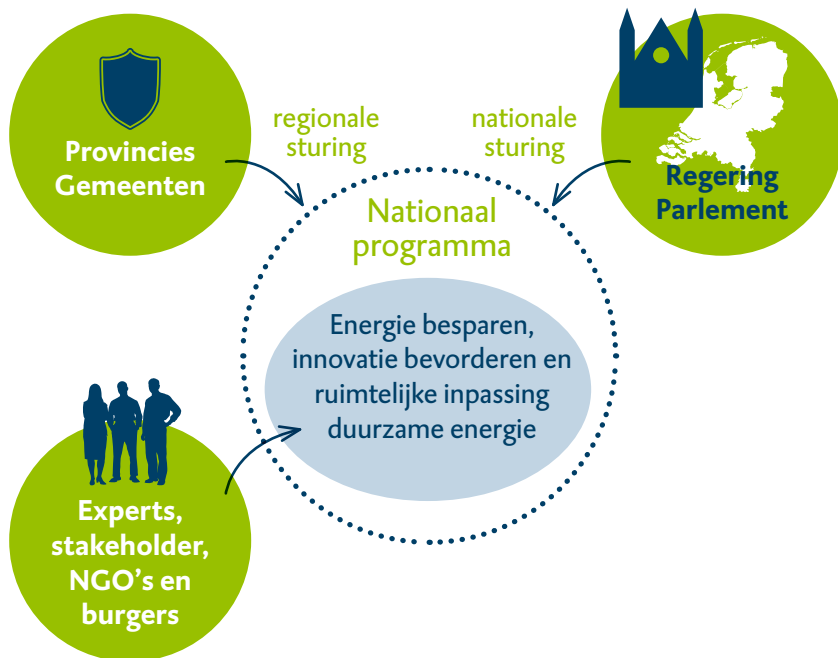 Provincies
Gemeenten
regionale
sturing
nationale
sturing
Regering
Parlement
Nationaal
programma
Energie besparen,
innovatie bevorderen en
ruimtelijke inpassing
duurzame energie
Experts,
stakeholder,
NGO’s en
burgers